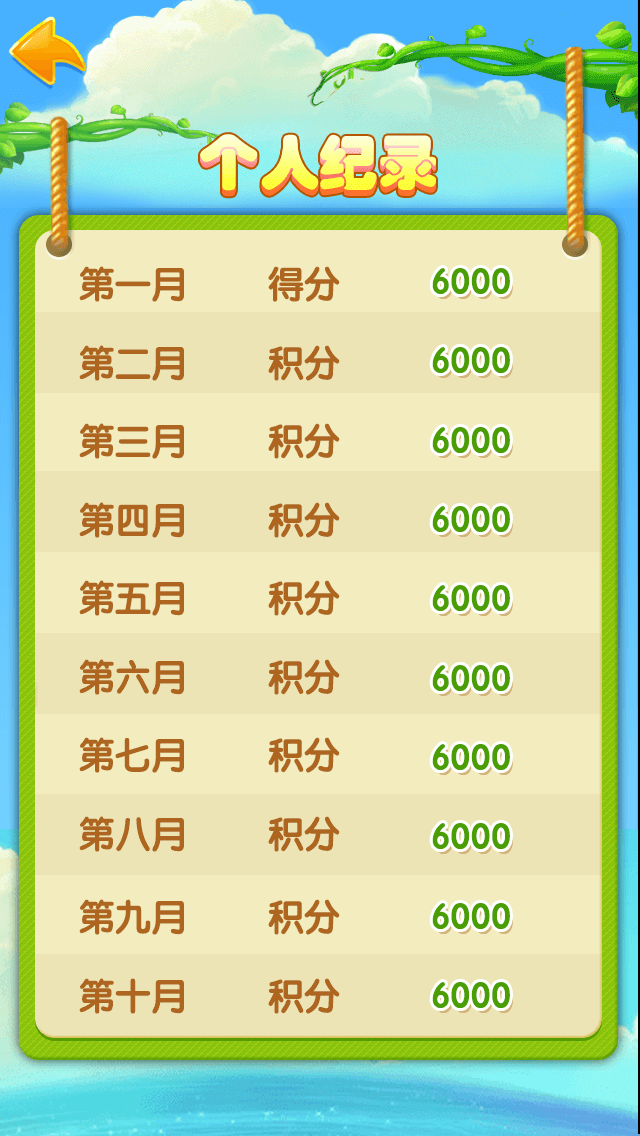 个人纪录
第一月 得分 6000
第二月 积分 6000
第三月 积分 6000
第四月 积分 6000
第五月 积分 6000
第六月 积分 6000
第七月 积分 6000
第八月 积分 6000
第九月 积分 6000
第十月 积分 6000